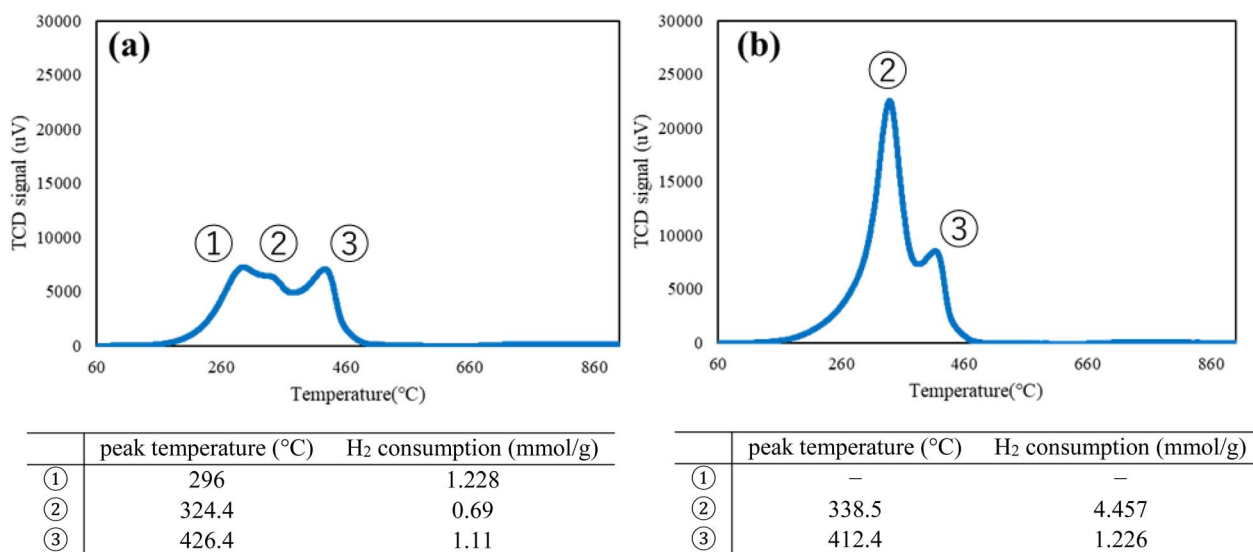 (a)
TCD signal (uV)
30000
25000
20000
15000
10000
5000
0
① ② ③
60 260 460 660 860
Temperature(°C)
peak temperature (°C) H₂ consumption (mmol/g)
① 296 1.228
② 324.4 0.69
③ 426.4 1.11
(b)
TCD signal (uV)
30000
25000
20000
15000
10000
5000
0
②
③
60 260 460 660 860
Temperature(°C)
peak temperature (°C) H₂ consumption (mmol/g)
① – –
② 338.5 4.457
③ 412.4 1.226